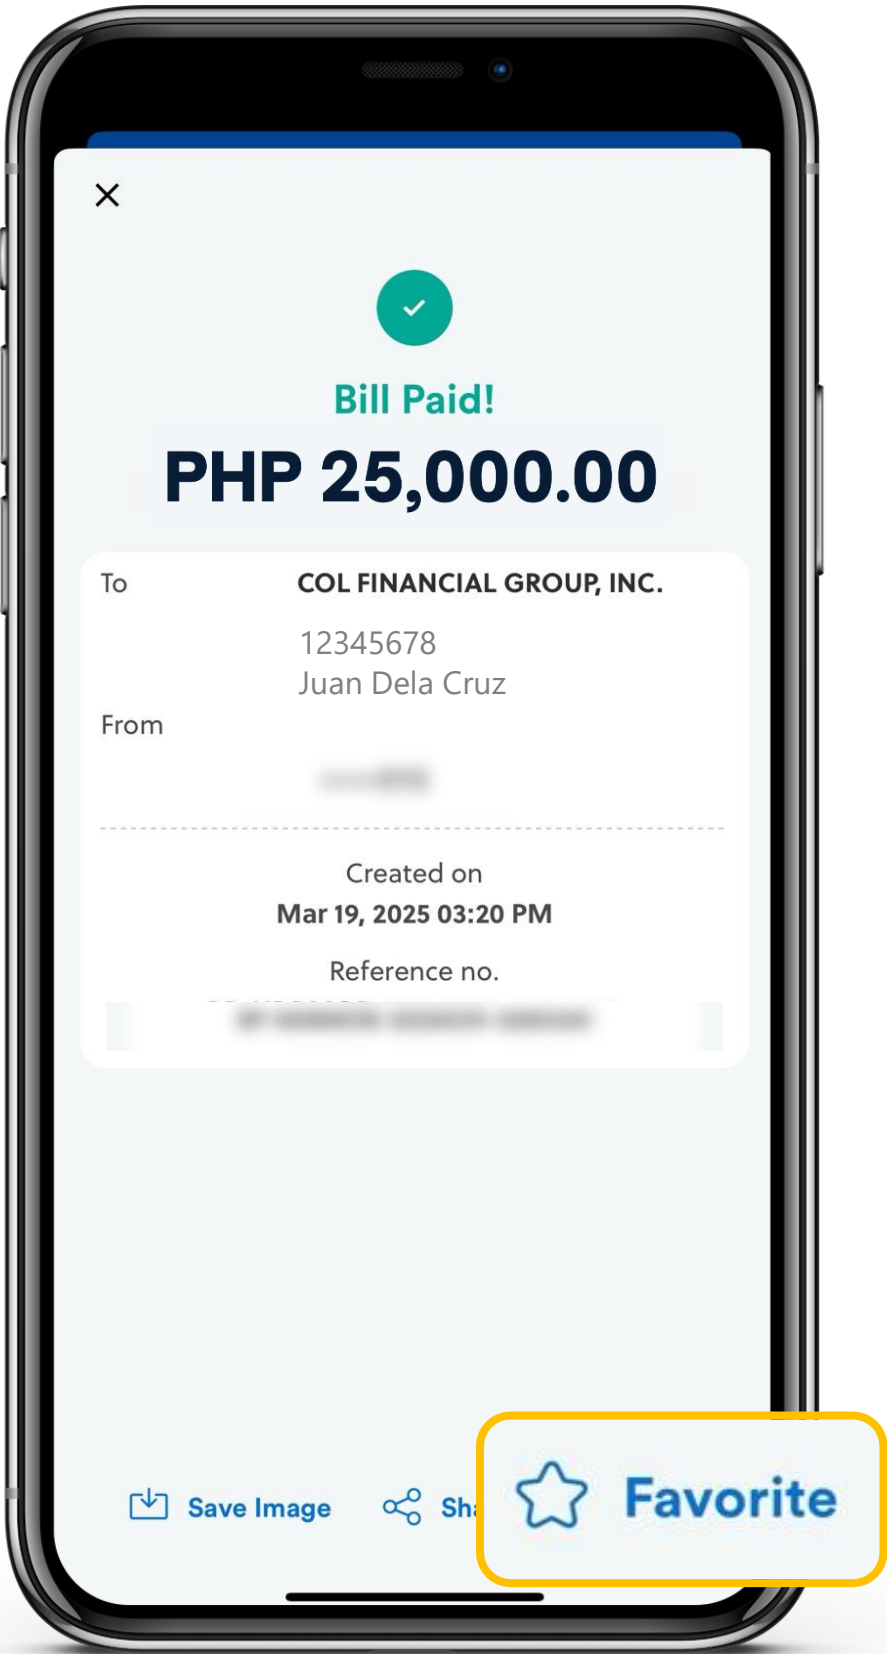 Bill Paid!
PHP 25,000.00
To COL FINANCIAL GROUP, INC.
12345678
Juan Dela Cruz
From
Created on
Mar 19, 2025 03:20 PM
Reference no.
Save Image
Favorite